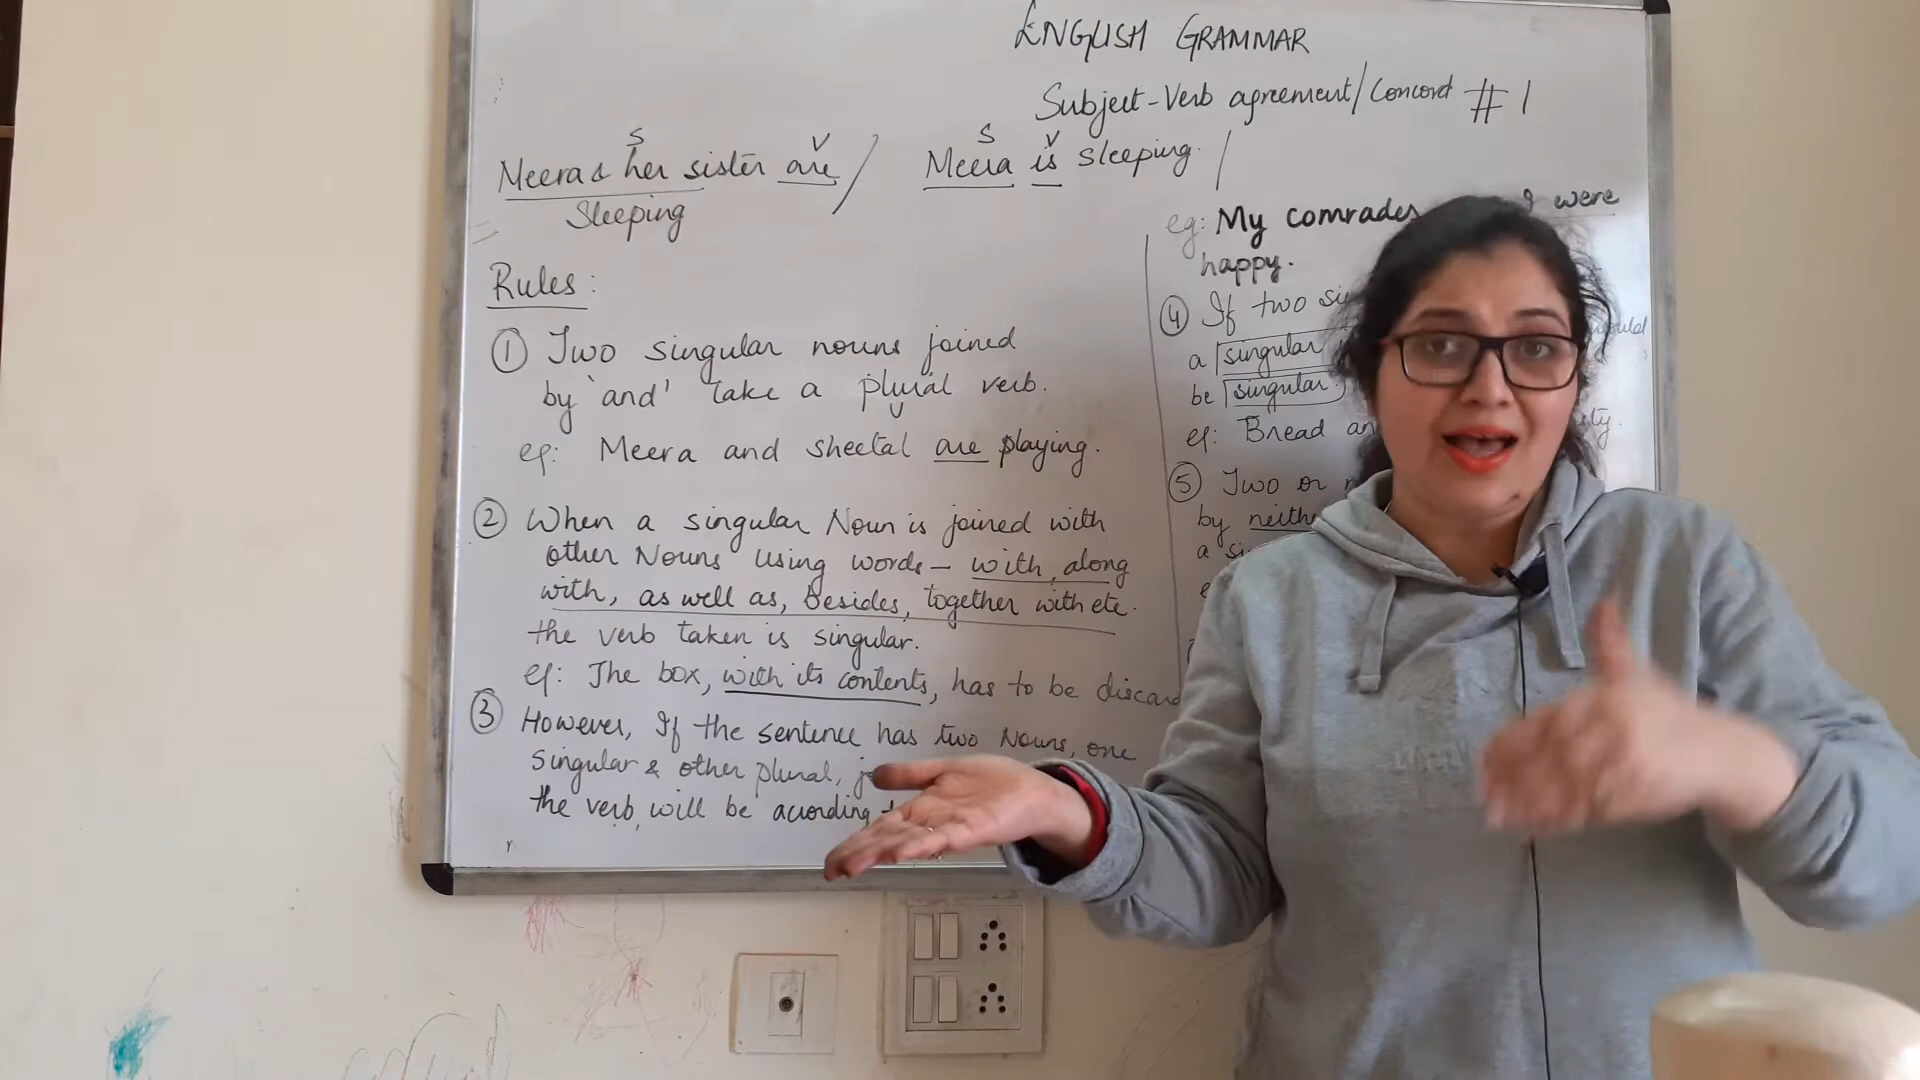 ENGLISH GRAMMAR
Subject-Verb agreement/Concord #1
S V
Meera & her sister are /
Sleeping
S V
Meera is sleeping. /
Rules:
① Two singular nouns joined
by 'and' take a plural verb.
eg: Meera and sheetal are playing.
② When a singular Noun is joined with
other Nouns using words – with, along
with, as well as, besides, together with etc.
the verb taken is singular.
eg: The box, with its contents, has to be discard
③ However, If the sentence has two Nouns, one
singular & other plural,
the verb, will be acording
eg: My comrades were
happy.
④ If two
a singular
be singular.
eg: Bread
⑤ Two or
by
a